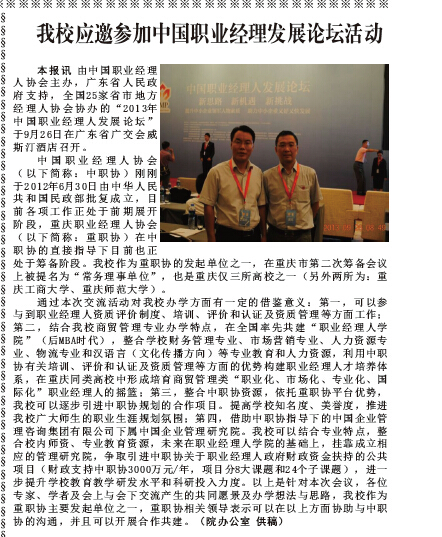 我校应邀参加中国职业经理发展论坛活动
本报讯 由中国职业经理
人协会主办，广东省人民政
府支持，全国25家省市地方
经理人协会协办的“2013年
中国职业经理人发展论坛”
于9月26日在广东省广交会威
斯汀酒店召开。
中国职业经理人协会
（以下简称：中职协）刚刚
于2012年6月30日由中华人民
共和国民政部批复成立，目
前各项工作正处于前期展开
阶段，重庆职业经理人协会
（以下简称：重职协）在中
职协的直接指导下目前也正
处于筹备阶段。我校作为重职协的发起单位之一，在重庆市第二次筹备会议
上被提名为“常务理事单位”，也是重庆仅三所高校之一（另外两所为：重
庆工商大学、重庆师范大学）。
通过本次交流活动对我校办学方面有一定的借鉴意义：第一，可以参
与到职业经理人资质评价制度、培训、评价和认证及资质管理等方面工作；
第二，结合我校商贸管理专业办学特点，在全国率先共建“职业经理人学
院”（后MBA时代），整合学校财务管理专业、市场营销专业、人力资源专
业、物流专业和汉语言（文化传播方向）等专业教育和人力资源，利用中职
协有关培训、评价和认证及资质管理等方面的优势构建职业经理人才培养体
系，在重庆同类高校中形成培育商贸管理类“职业化、市场化、专业化、国
际化”职业经理人的摇篮；第三，整合中职协资源，依托重职协平台优势，
我校可以逐步引进中职协规划的合作项目。提高学校知名度、美誉度，推进
我校广大师生的职业生涯规划氛围；第四，借助中职协指导下的中国企业管
理咨询集团有限公司下属中国企业管理研究院。我校可以结合专业特点，整
合校内师资、专业教育资源，未来在职业经理人学院的基础上，挂靠成立相
应的管理研究院，争取引进中职协关于职业经理人政府财政资金扶持的公共
项目（财政支持中职协3000万元/年，项目分8大课题和24个子课题），进一
步提升学校教育教学研发水平和科研投入力度。以上是针对本次会议，各位
专家、学者及会上与会下交流产生的共同愿景及办学想法与思路，我校作为
重职协主要发起单位之一，重职协相关领导表示可以在以上方面协助与中职
协的沟通，并且可以开展合作共建。（院办公室 供稿）
中国职业经理人发展论坛
新思路 新机遇 新挑战